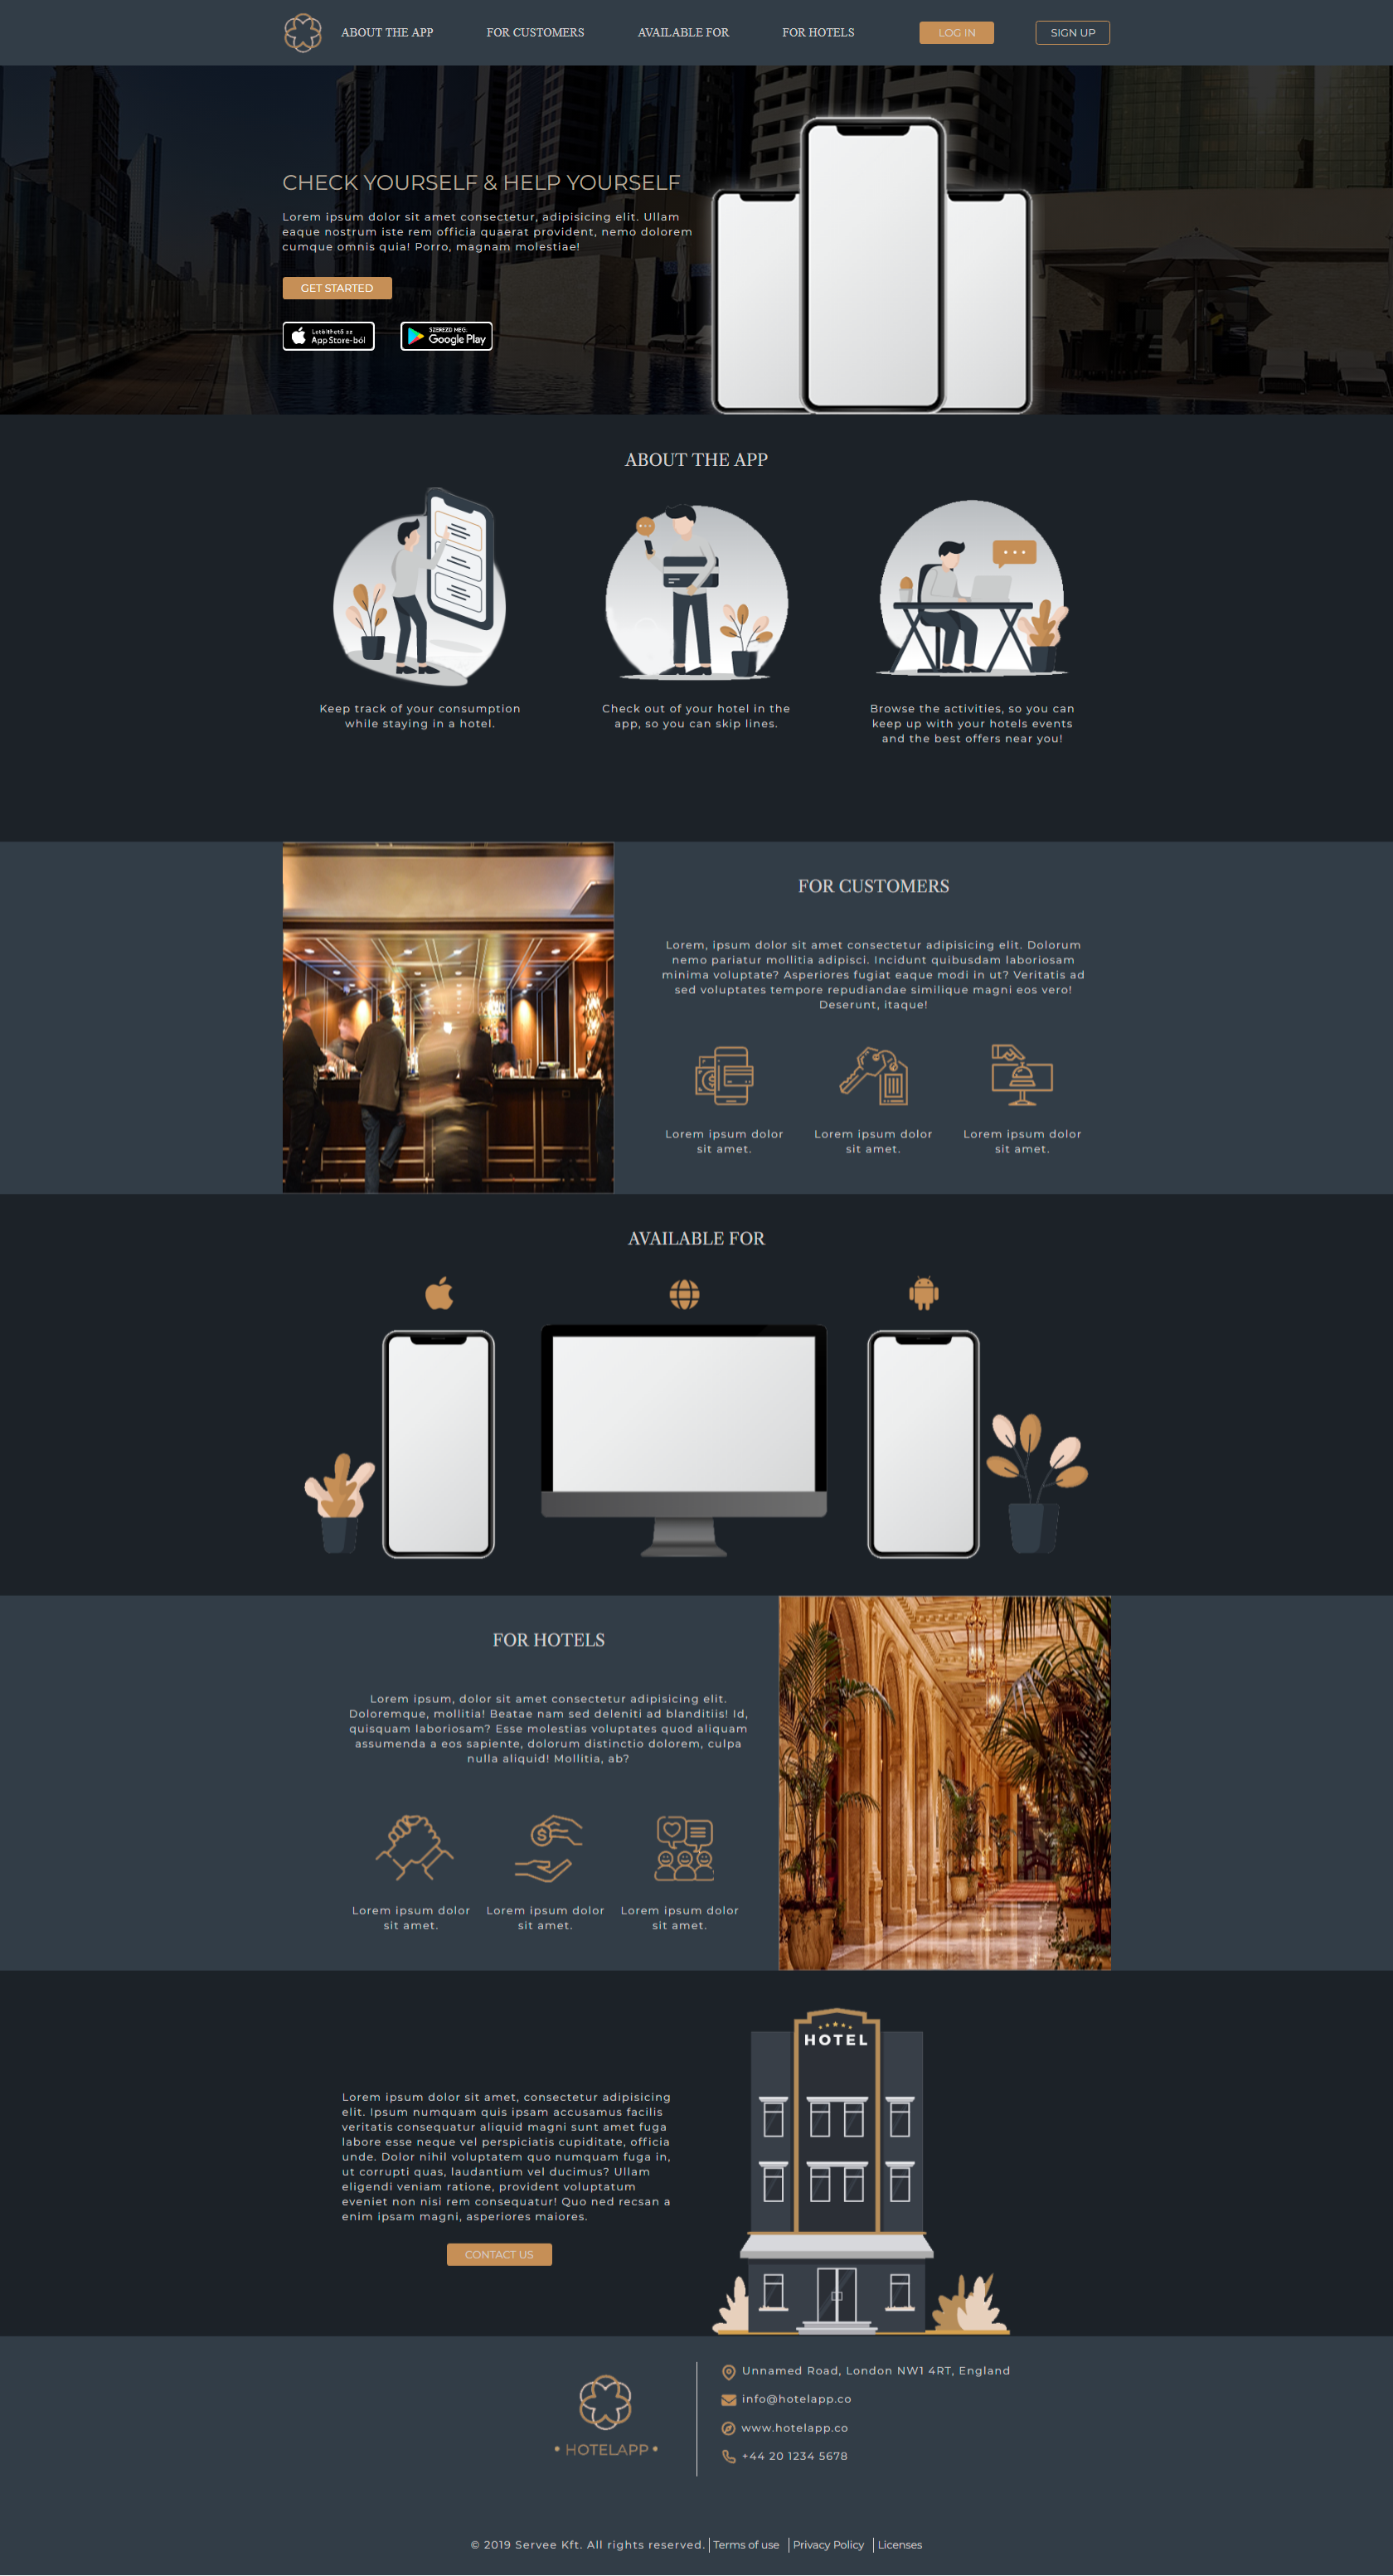 ABOUT THE APP
FOR CUSTOMERS
AVAILABLE FOR
FOR HOTELS
LOG IN
SIGN UP
CHECK YOURSELF & HELP YOURSELF
Lorem ipsum dolor sit amet consectetur, adipisicing elit. Ullam
eaque nostrum iste rem officia quaerat provident, nemo dolorem
cumque omnis quia! Porro, magnam molestiae!
GET STARTED
Letölthető az
App Store-ból
SZEREZD MEG:
Google Play
ABOUT THE APP
Keep track of your consumption
while staying in a hotel.
Check out of your hotel in the
app, so you can skip lines.
Browse the activities, so you can
keep up with your hotels events
and the best offers near you!
FOR CUSTOMERS
Lorem, ipsum dolor sit amet consectetur adipisicing elit. Dolorum
nemo pariatur mollitia adipisci. Incidunt quibusdam laboriosam
minima voluptate? Asperiores fugiat eaque modi in ut? Veritatis ad
sed voluptates tempore repudiandae similique magni eos vero!
Deserunt, itaque!
Lorem ipsum dolor
sit amet.
Lorem ipsum dolor
sit amet.
Lorem ipsum dolor
sit amet.
AVAILABLE FOR
FOR HOTELS
Lorem ipsum, dolor sit amet consectetur adipisicing elit.
Doloremque, mollitia! Beatae nam sed deleniti ad blanditiis! Id,
quisquam laboriosam? Esse molestias voluptates quod aliquam
assumenda a eos sapiente, dolorum distinctio dolorem, culpa
nulla aliquid! Mollitia, ab?
Lorem ipsum dolor
sit amet.
Lorem ipsum dolor
sit amet.
Lorem ipsum dolor
sit amet.
HOTEL
Lorem ipsum dolor sit amet, consectetur adipisicing
elit. Ipsum numquam quis ipsam accusamus facilis
veritatis consequatur aliquid magni sunt amet fuga
labore esse neque vel perspiciatis cupiditate, officia
unde. Dolor nihil voluptatem quo numquam fuga in,
ut corrupti quas, laudantium vel ducimus? Ullam
eligendi veniam ratione, provident voluptatum
eveniet non nisi rem consequatur! Quo ned recsan a
enim ipsam magni, asperiores maiores.
CONTACT US
• HOTELAPP •
Unnamed Road, London NW1 4RT, England
info@hotelapp.co
www.hotelapp.co
+44 20 1234 5678
© 2019 Servee Kft. All rights reserved. Terms of use Privacy Policy Licenses